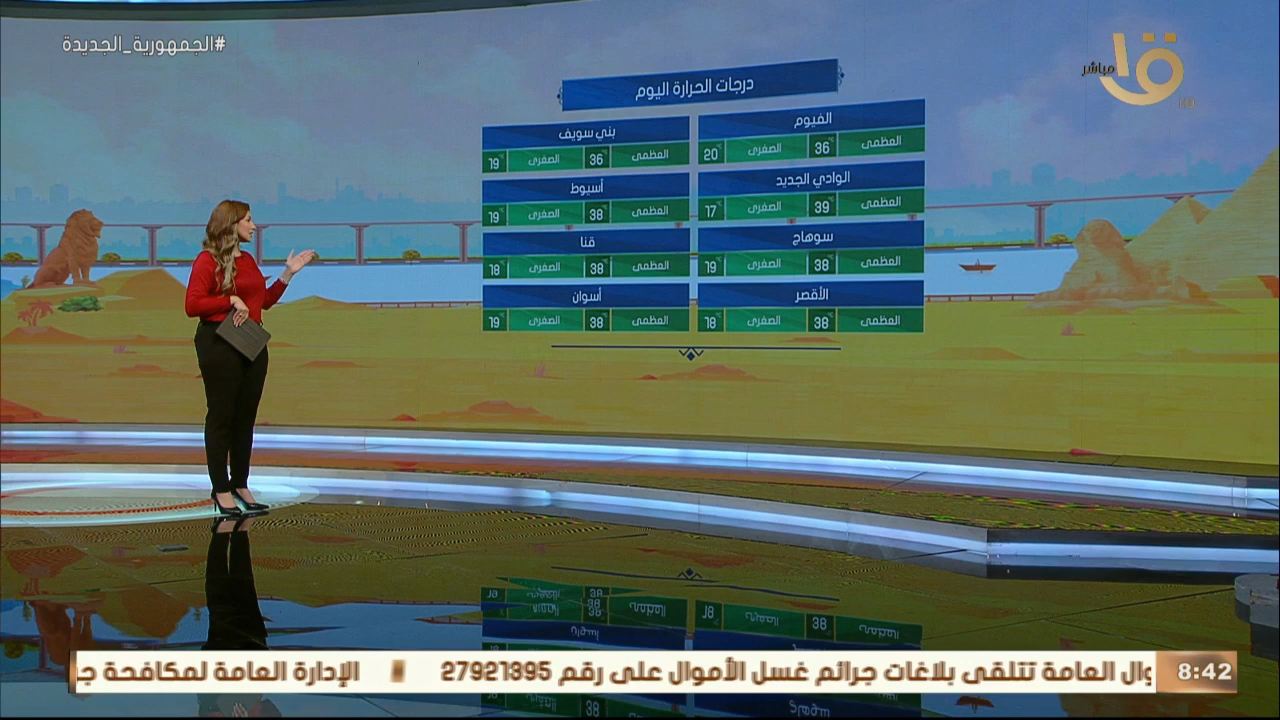 #الجمهورية_الجديدة
مباشر
درجات الحرارة اليوم
الفيوم
العظمى 36 الصغرى 20
بني سويف
العظمى 36 الصغرى 19
الوادي الجديد
العظمى 39 الصغرى 17
أسيوط
العظمى 38 الصغرى 19
سوهاج
العظمى 38 الصغرى 19
قنا
العظمى 38 الصغرى 18
الأقصر
العظمى 38 الصغرى 18
أسوان
العظمى 38 الصغرى 19
8:42
وال العامة تتلقى بلاغات جرائم غسل الأموال على رقم 27921395 الإدارة العامة لمكافحة جـ